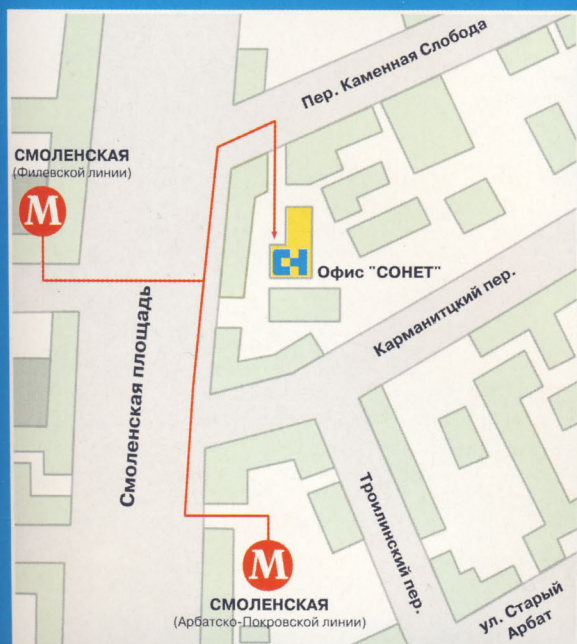 Пер. Каменная Слобода
СМОЛЕНСКАЯ
(Филевской линии)
М
Офис "СОНЕТ"
Смоленская площадь
Карманитцкий пер.
Троилинский пер.
М
СМОЛЕНСКАЯ
(Арбатско-Покровской линии)
ул. Старый
Арбат